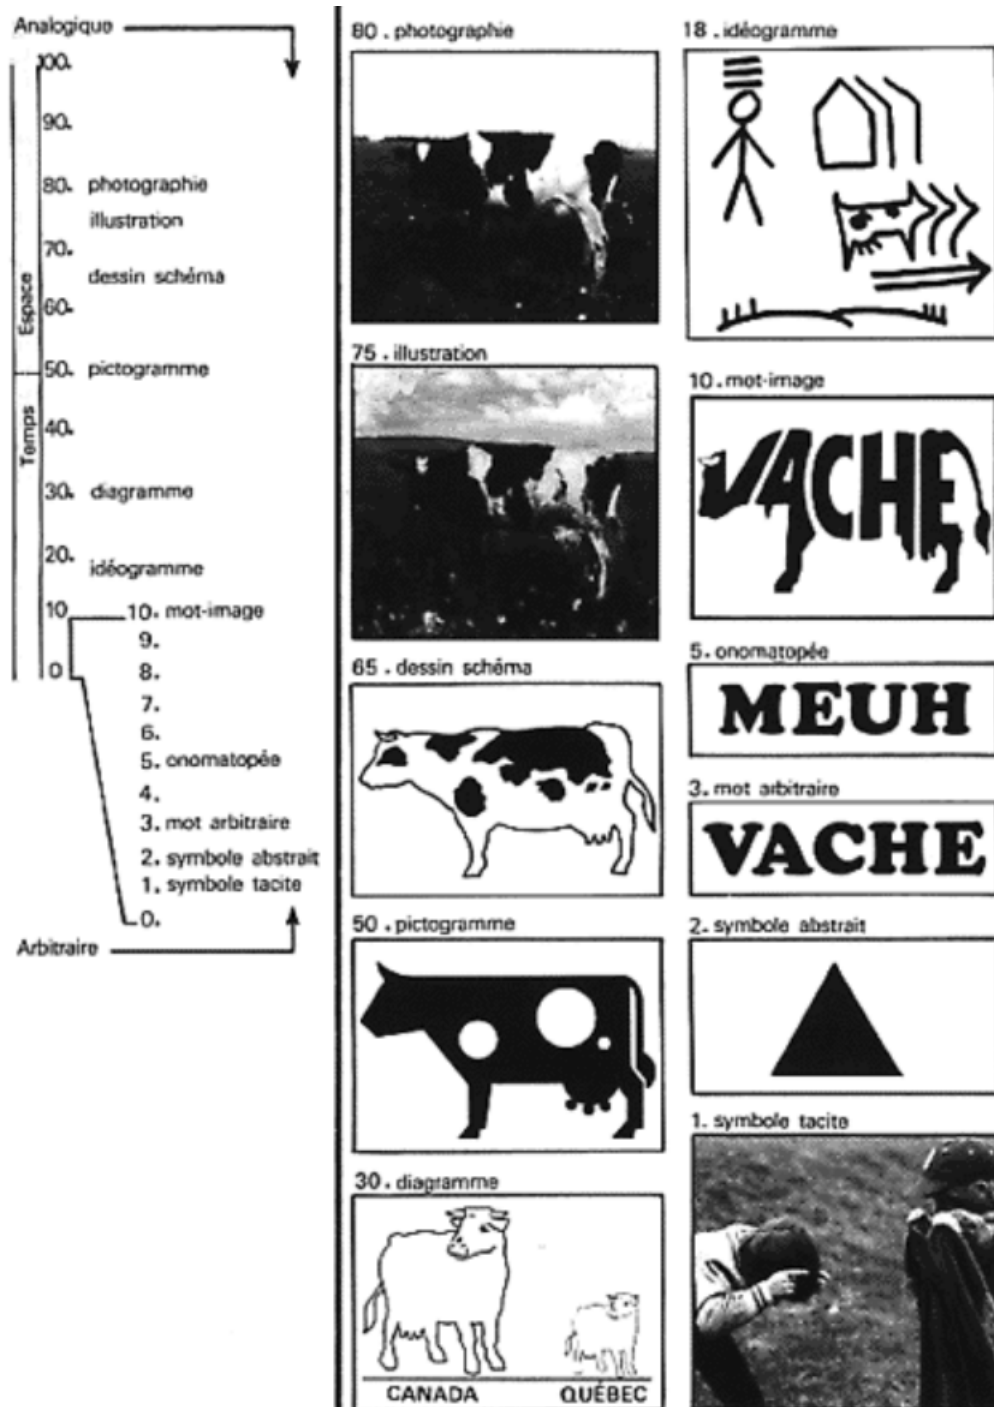 Analogique
100.
90.
80. photographie
illustration
70.
dessin schéma
60.
Espace
50. pictogramme
Temps
40.
30. diagramme
20.
idéogramme
10
10. mot-image
9.
0
8.
7.
6.
5. onomatopée
4.
3. mot arbitraire
2. symbole abstrait
1. symbole tacite
0.
Arbitraire
80. photographie
75. illustration
65. dessin schéma
50. pictogramme
30. diagramme
CANADA QUÉBEC
18. idéogramme
10. mot-image
VACHE
5. onomatopée
MEUH
3. mot arbitraire
VACHE
2. symbole abstrait
1. symbole tacite